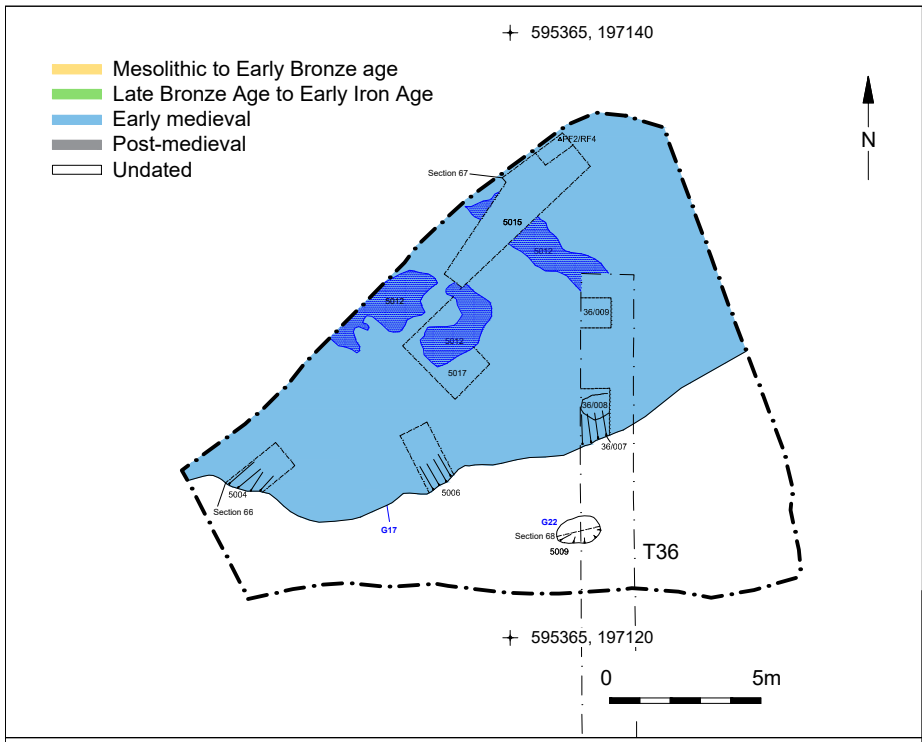 595365, 197140
Mesolithic to Early Bronze age
Late Bronze Age to Early Iron Age
Early medieval
Post-medieval
Undated
N
PF2/RF4
Section 67
5015
5012
5012
36/009
5012
5017
36/008
36/007
5004
5006
Section 66
G17
G22
Section 68
5009
T36
595365, 197120
0 5m